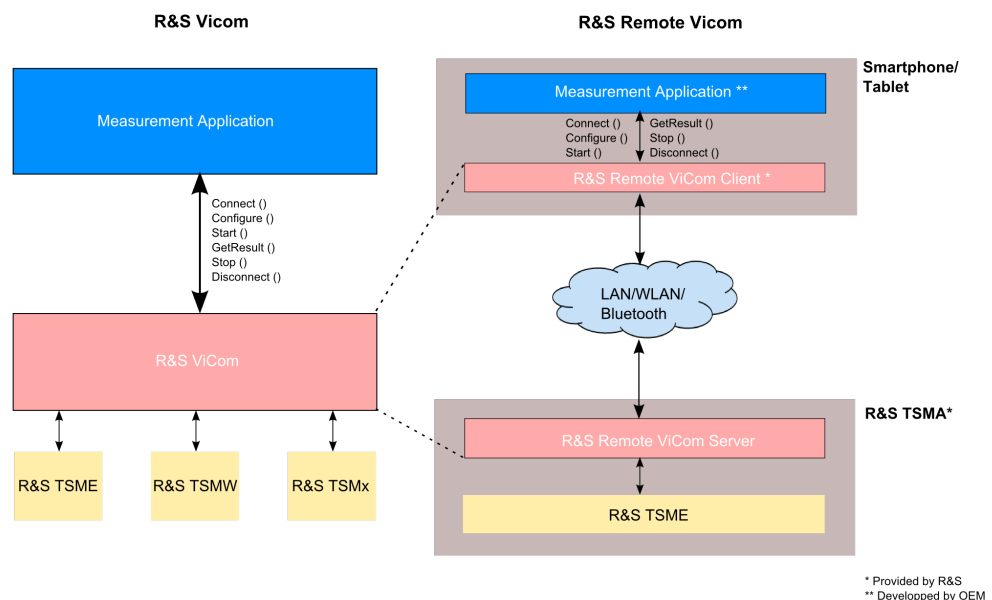 R&S Vicom
Measurement Application
Connect ()
Configure ()
Start ()
GetResult ()
Stop ()
Disconnect ()
R&S ViCom
R&S TSME
R&S TSMW
R&S TSMx
R&S Remote Vicom
Smartphone/
Tablet
Measurement Application **
Connect ()
Configure ()
Start ()
GetResult ()
Stop ()
Disconnect ()
R&S Remote ViCom Client *
LAN/WLAN/
Bluetooth
R&S TSMA*
R&S Remote ViCom Server
R&S TSME
* Provided by R&S
** Developped by OEM